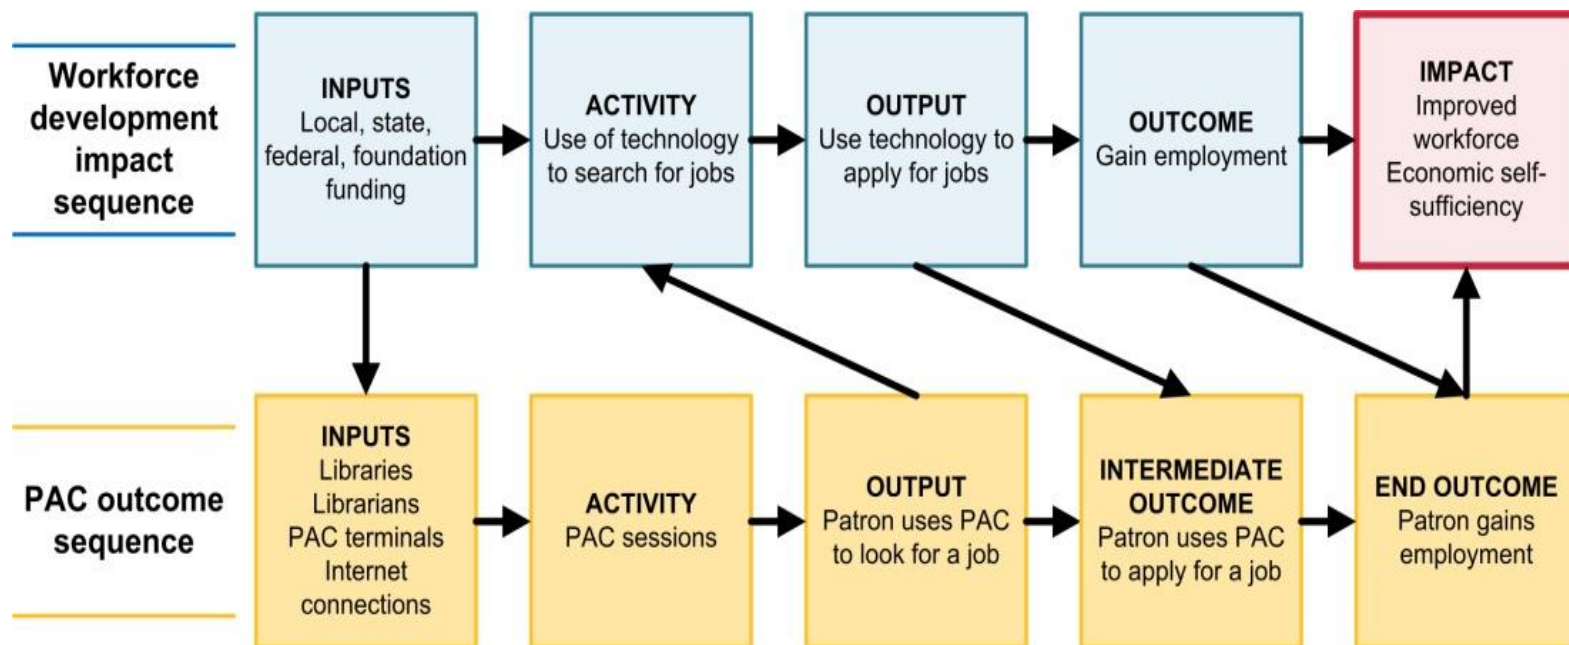 Workforce
development
impact
sequence
INPUTS
Local, state,
federal, foundation
funding
ACTIVITY
Use of technology
to search for jobs
OUTPUT
Use technology to
apply for jobs
OUTCOME
Gain employment
IMPACT
Improved
workforce
Economic self-
sufficiency
PAC outcome
sequence
INPUTS
Libraries
Librarians
PAC terminals
Internet
connections
ACTIVITY
PAC sessions
OUTPUT
Patron uses PAC
to look for a job
INTERMEDIATE
OUTCOME
Patron uses PAC
to apply for a job
END OUTCOME
Patron gains
employment